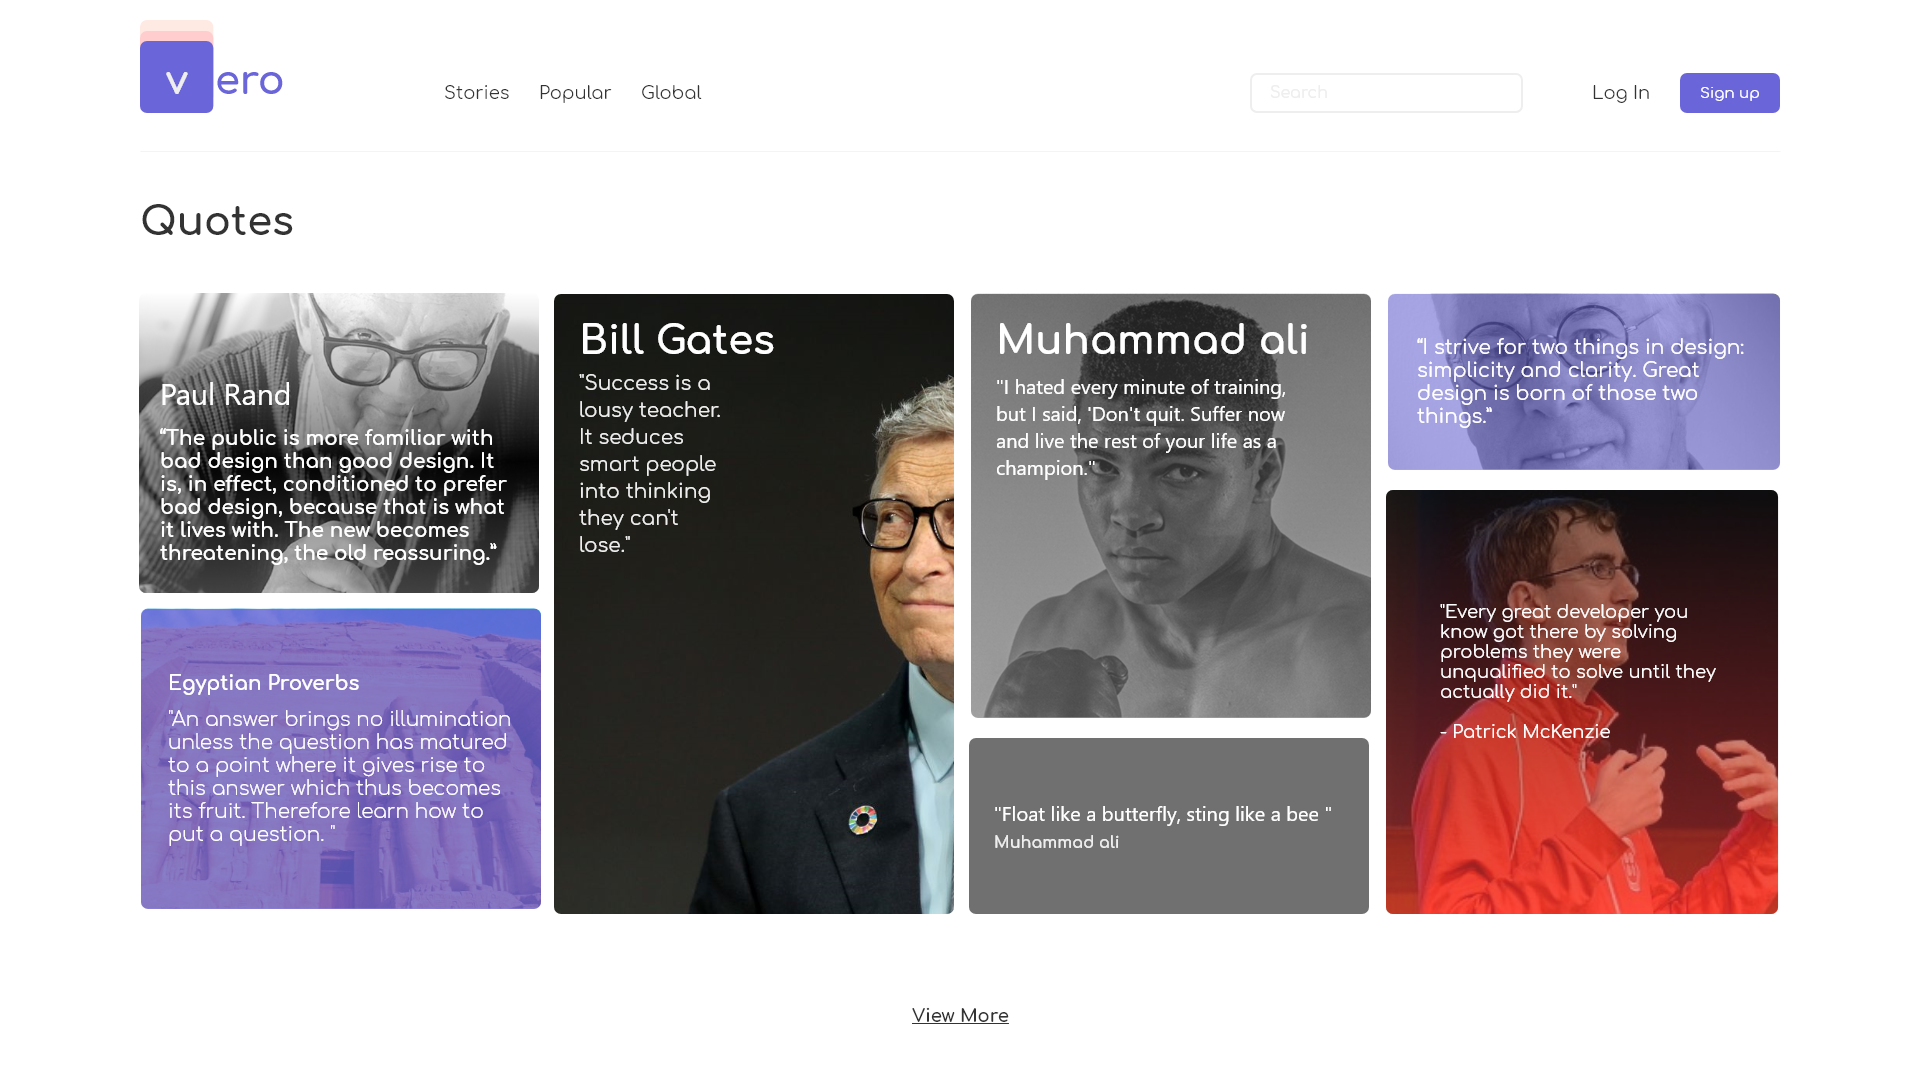 vero
Stories Popular Global
Search
Log In
Sign up
Quotes
Paul Rand
“The public is more familiar with
bad design than good design. It
is, in effect, conditioned to prefer
bad design, because that is what
it lives with. The new becomes
threatening, the old reassuring.”
Egyptian Proverbs
"An answer brings no illumination
unless the question has matured
to a point where it gives rise to
this answer which thus becomes
its fruit. Therefore learn how to
put a question. "
Bill Gates
"Success is a
lousy teacher.
It seduces
smart people
into thinking
they can't
lose."
Muhammad ali
"I hated every minute of training,
but I said, 'Don't quit. Suffer now
and live the rest of your life as a
champion."
"Float like a butterfly, sting like a bee "
Muhammad ali
“I strive for two things in design:
simplicity and clarity. Great
design is born of those two
things.”
"Every great developer you
know got there by solving
problems they were
unqualified to solve until they
actually did it."
- Patrick McKenzie
View More